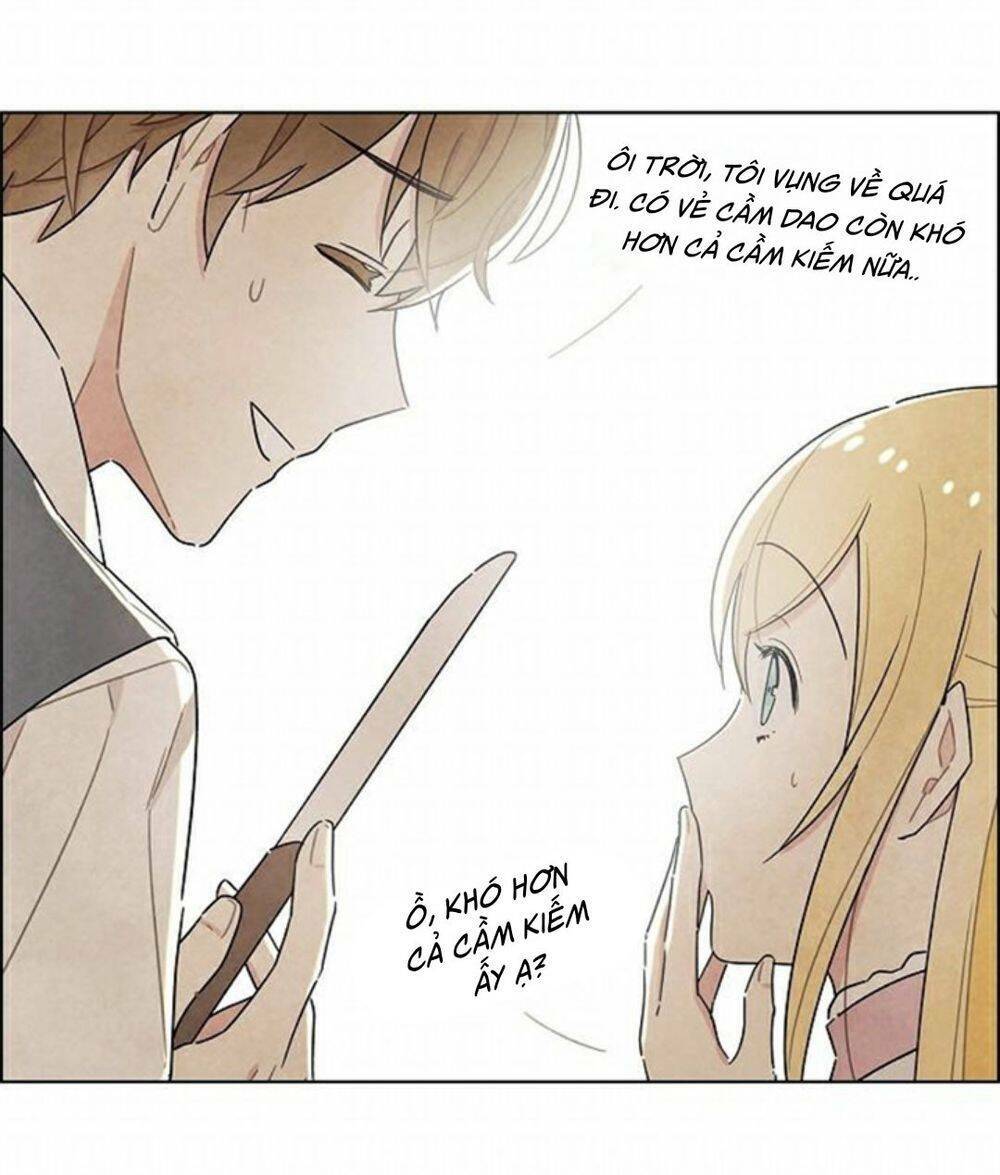 ÔI TRỜI, TÔI VỤNG VỀ QUÁ
ĐI. CÓ VẺ CẦM DAO CÒN KHÓ
HƠN CẢ CẦM KIẾM NỮA..
Ồ, KHÓ HƠN
CẢ CẦM KIẾM
ẤY Ạ?